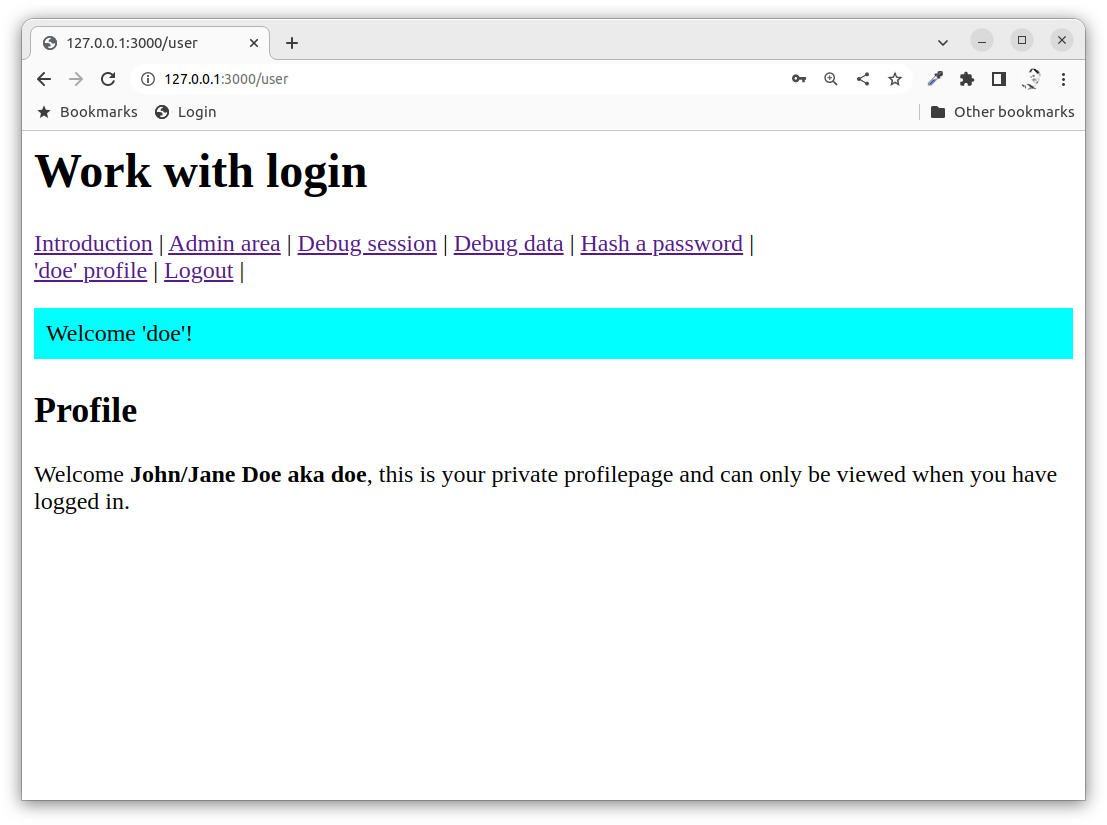 127.0.0.1:3000/user
127.0.0.1:3000/user
Bookmarks Login Other bookmarks
Work with login
Introduction | Admin area | Debug session | Debug data | Hash a password |
'doe' profile | Logout |
Welcome 'doe'!
Profile
Welcome John/Jane Doe aka doe, this is your private profilepage and can only be viewed when you have
logged in.